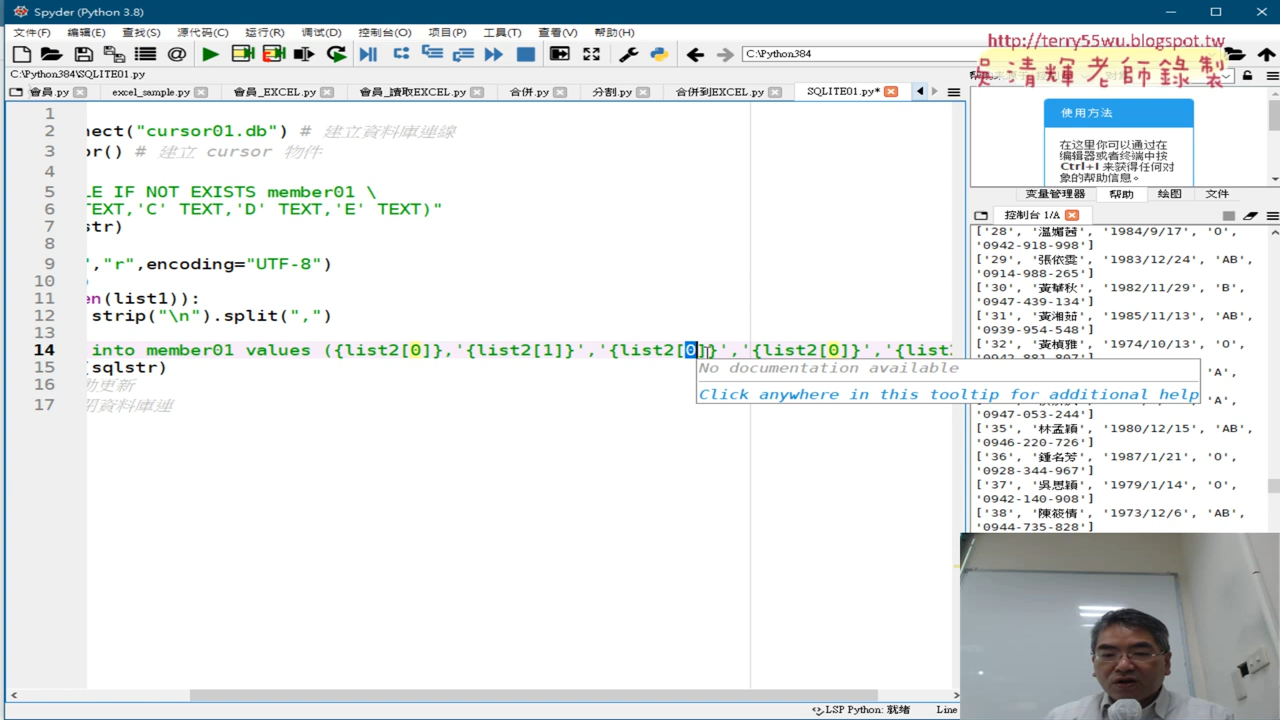 Spyder (Python 3.8)
文件(F) 编辑(E) 查找(S) 源代码(C) 运行(R) 调试(D) 控制台(O) 项目(P) 工具(T) 查看(V) 帮助(H)
C:\Python384
http://terry55wu.blogspot.tw
吳清輝老師錄製
C:\Python384\SQLITE01.py
會員.py excel_sample.py 會員_EXCEL.py 會員_讀取EXCEL.py 合併.py 分割.py 合併到EXCEL.py SQLITE01.py*
1
2 nect("cursor01.db") # 建立資料庫連線
3 or() # 建立 cursor 物件
4
5 LE IF NOT EXISTS member01 \
6 TEXT,'C' TEXT,'D' TEXT,'E' TEXT)"
7 str)
8
9 ","r",encoding="UTF-8")
10
11 en(list1)):
12 strip("\n").split(",")
13
14 into member01 values ({list2[0]},'{list2[1]}','{list2[0]}','{list2[0]}','{list
15 (sqlstr)
16 動更新
17 閉資料庫連
No documentation available
Click anywhere in this tooltip for additional help
使用方法
在这里你可以通过在
编辑器或者终端中按
Ctrl+I 来获得任何对
象的帮助信息。
变量管理器 帮助 绘图 文件
控制台 1/A
['28', '溫媚茜', '1984/9/17', 'O',
'0942-918-998']
['29', '張依雯', '1983/12/24', 'AB',
'0914-988-265']
['30', '黃華秋', '1982/11/29', 'B',
'0947-439-134']
['31', '黃湘茹', '1985/11/13', 'AB',
'0939-954-548']
['32', '黃楨雅', '1974/10/13', 'O',
'0942-881-807']
'A',
'A',
'0947-053-244']
['35', '林孟穎', '1980/12/15', 'AB',
'0946-220-726']
['36', '鍾名芳', '1987/1/21', 'O',
'0928-344-967']
['37', '吳思穎', '1979/1/14', 'O',
'0942-140-908']
['38', '陳筱情', '1973/12/6', 'AB',
'0944-735-828']
LSP Python: 就绪 Line